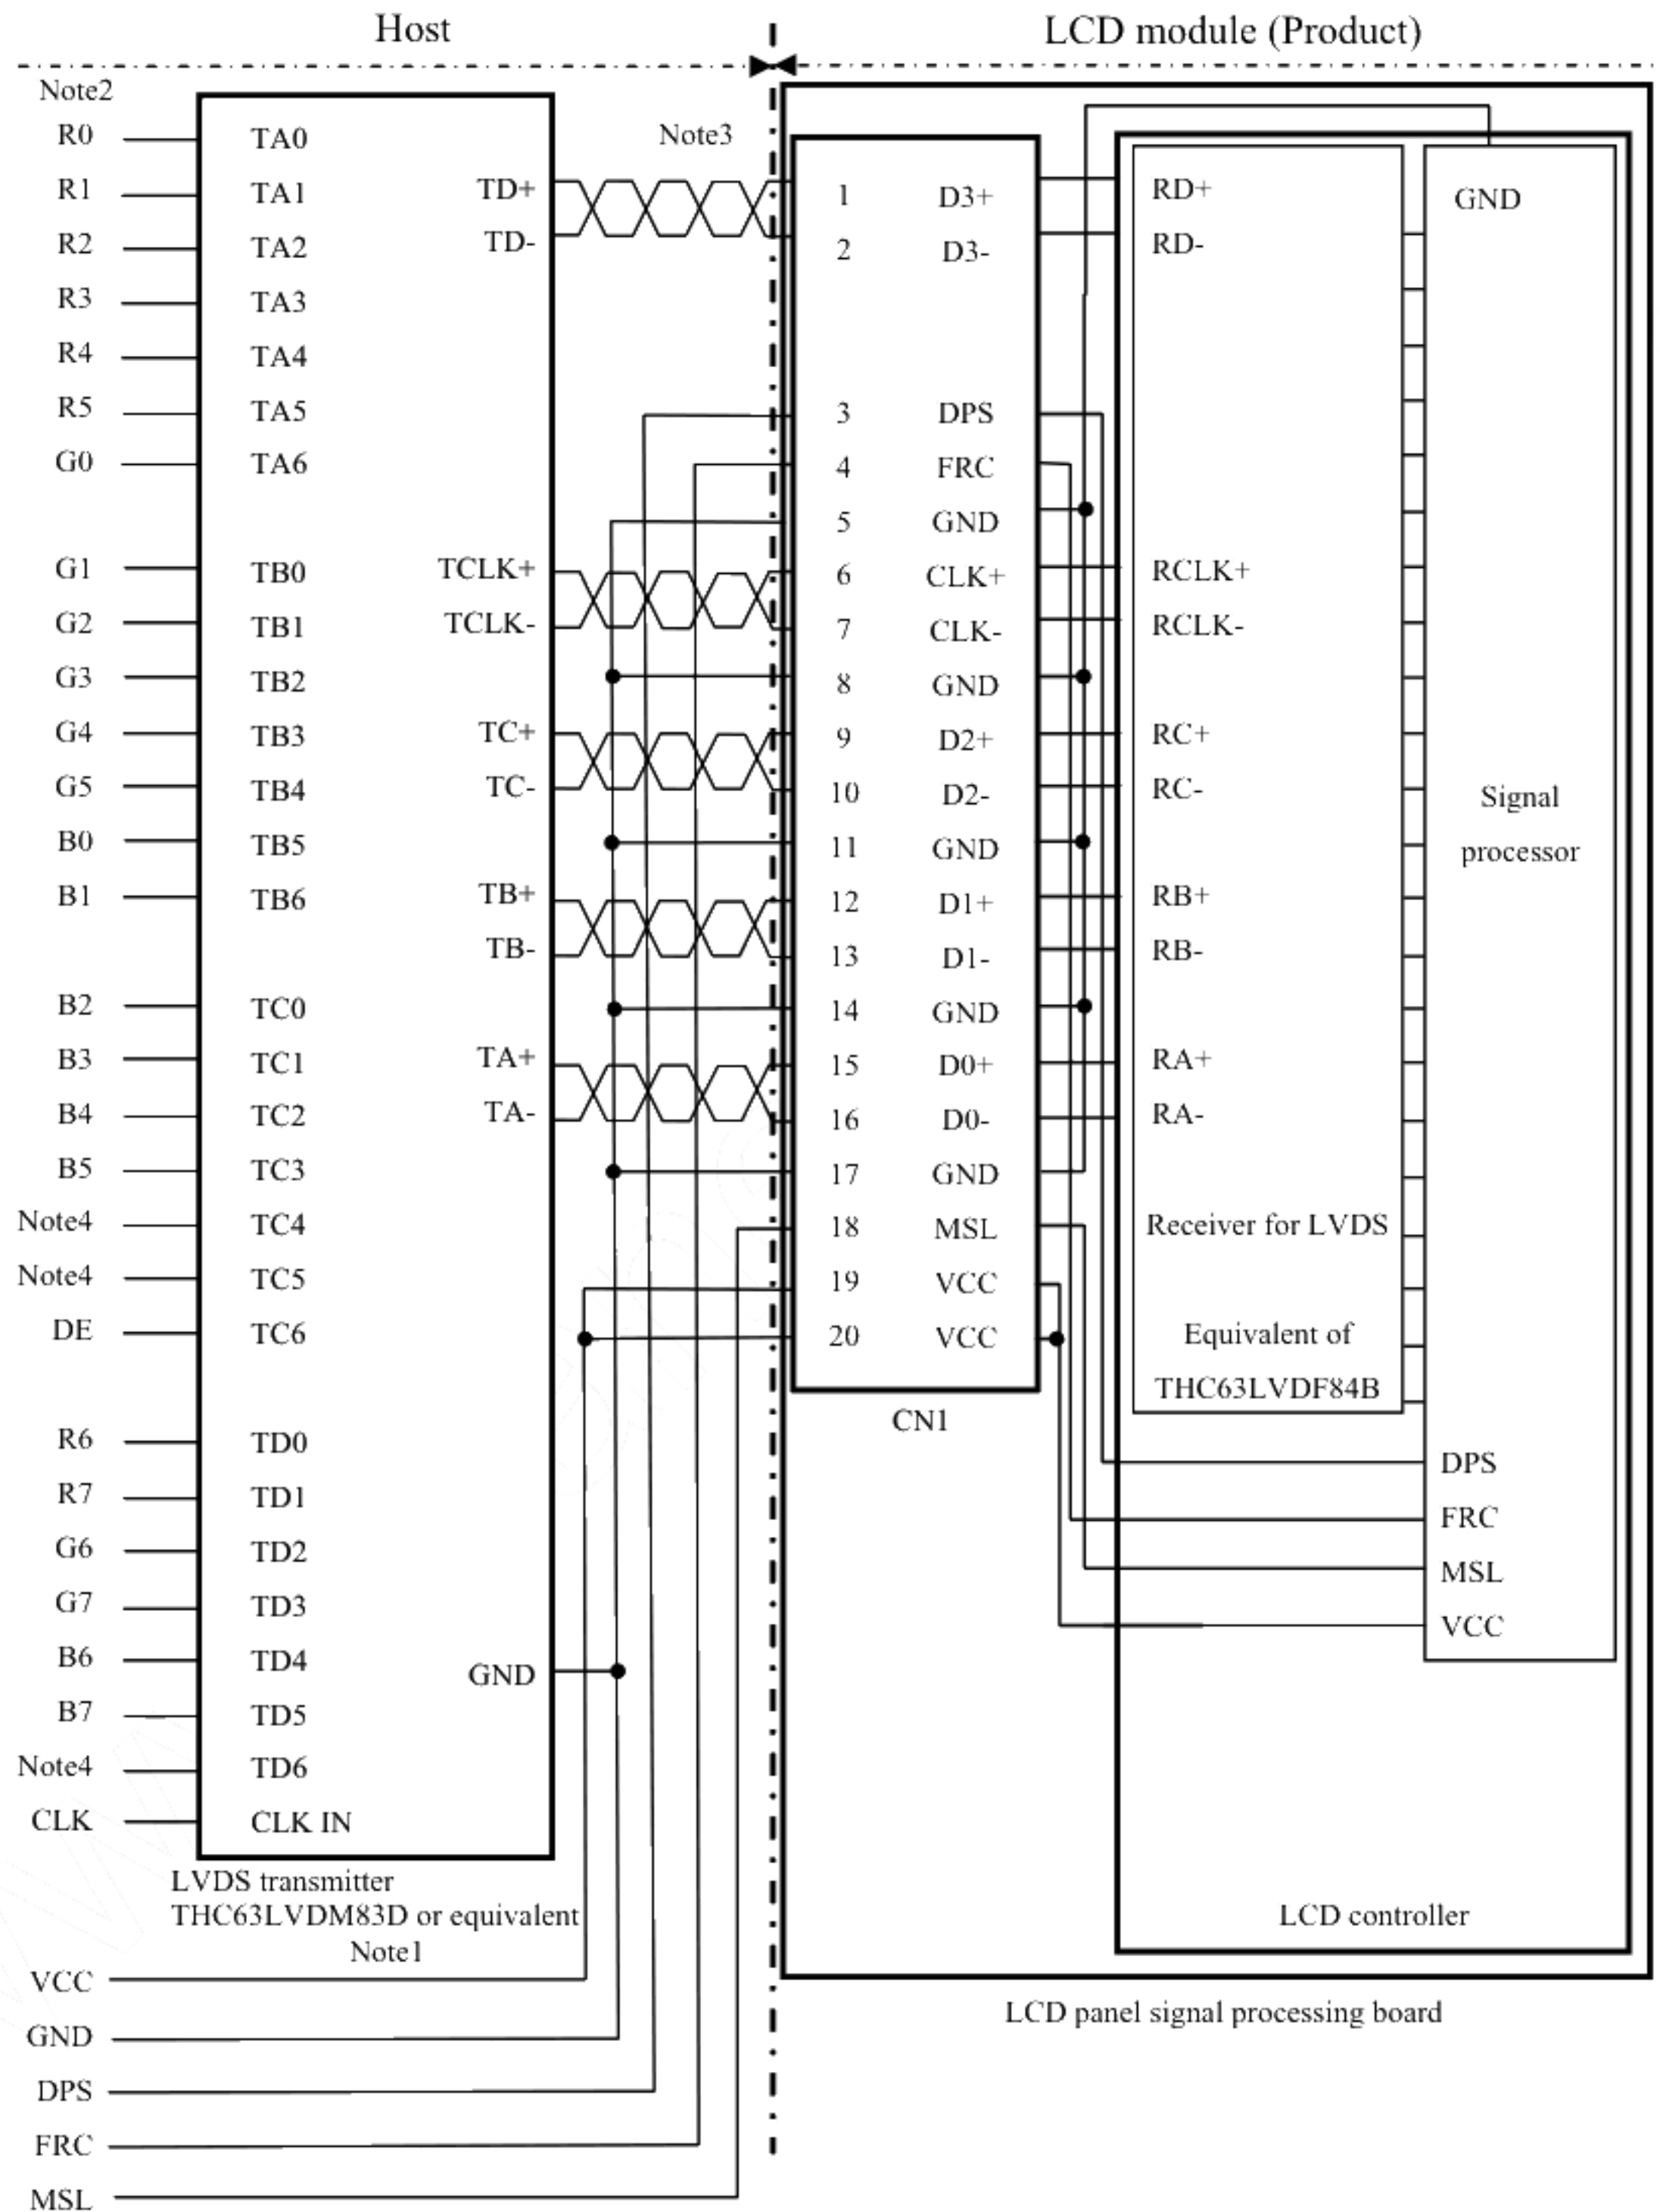 Host
LCD module (Product)
Note2
Note3
R0 TA0
R1 TA1 TD+ 1 D3+ RD+ GND
R2 TA2 TD- 2 D3- RD-
R3 TA3
R4 TA4
R5 TA5 3 DPS
G0 TA6 4 FRC
5 GND
G1 TB0 TCLK+ 6 CLK+ RCLK+
G2 TB1 TCLK- 7 CLK- RCLK-
G3 TB2 8 GND
G4 TB3 TC+ 9 D2+ RC+
G5 TB4 TC- 10 D2- RC- Signal
B0 TB5 11 GND processor
B1 TB6 TB+ 12 D1+ RB+
TB- 13 D1- RB-
B2 TC0 14 GND
B3 TC1 TA+ 15 D0+ RA+
B4 TC2 TA- 16 D0- RA-
B5 TC3 17 GND
Note4 TC4 18 MSL Receiver for LVDS
Note4 TC5 19 VCC
DE TC6 20 VCC Equivalent of
THC63LVDF84B
CN1
R6 TD0 DPS
R7 TD1
G6 TD2 FRC
G7 TD3 MSL
B6 TD4 GND VCC
B7 TD5
Note4 TD6
CLK CLK IN
LVDS transmitter
THC63LVDM83D or equivalent LCD controller
Note1
VCC
LCD panel signal processing board
GND
DPS
FRC
MSL